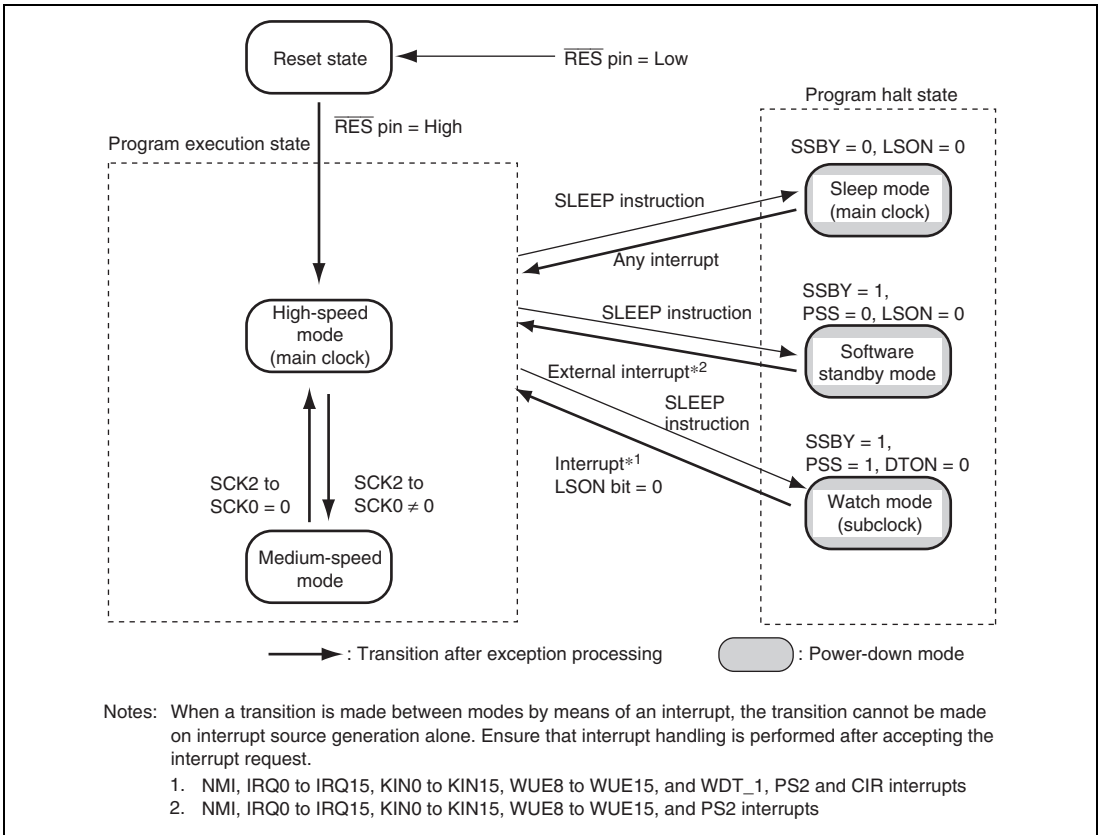 Reset state
RES pin = Low
RES pin = High
Program execution state
Program halt state
SSBY = 0, LSON = 0
Sleep mode
(main clock)
SLEEP instruction
Any interrupt
High-speed
mode
(main clock)
SSBY = 1,
PSS = 0, LSON = 0
SLEEP instruction
Software
standby mode
External interrupt*2
SLEEP
instruction
SSBY = 1,
PSS = 1, DTON = 0
Interrupt*1
LSON bit = 0
Watch mode
(subclock)
SCK2 to
SCK0 = 0
SCK2 to
SCK0 ≠ 0
Medium-speed
mode
: Transition after exception processing
: Power-down mode
Notes: When a transition is made between modes by means of an interrupt, the transition cannot be made
on interrupt source generation alone. Ensure that interrupt handling is performed after accepting the
interrupt request.
1. NMI, IRQ0 to IRQ15, KIN0 to KIN15, WUE8 to WUE15, and WDT_1, PS2 and CIR interrupts
2. NMI, IRQ0 to IRQ15, KIN0 to KIN15, WUE8 to WUE15, and PS2 interrupts